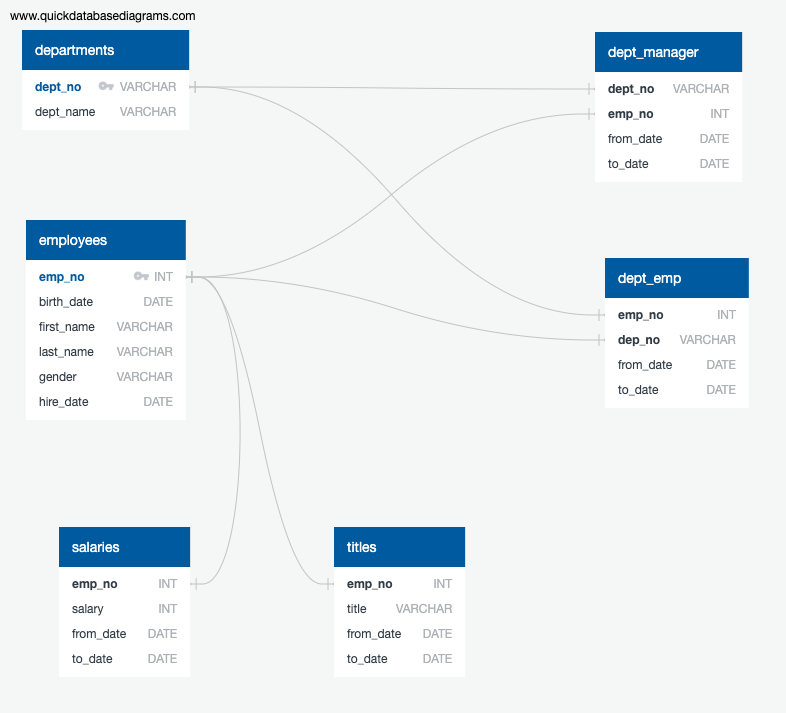 www.quickdatabasediagrams.com
departments
dept_no VARCHAR
dept_name VARCHAR
dept_manager
dept_no VARCHAR
emp_no INT
from_date DATE
to_date DATE
employees
emp_no INT
birth_date DATE
first_name VARCHAR
last_name VARCHAR
gender VARCHAR
hire_date DATE
dept_emp
emp_no INT
dep_no VARCHAR
from_date DATE
to_date DATE
salaries
emp_no INT
salary INT
from_date DATE
to_date DATE
titles
emp_no INT
title VARCHAR
from_date DATE
to_date DATE